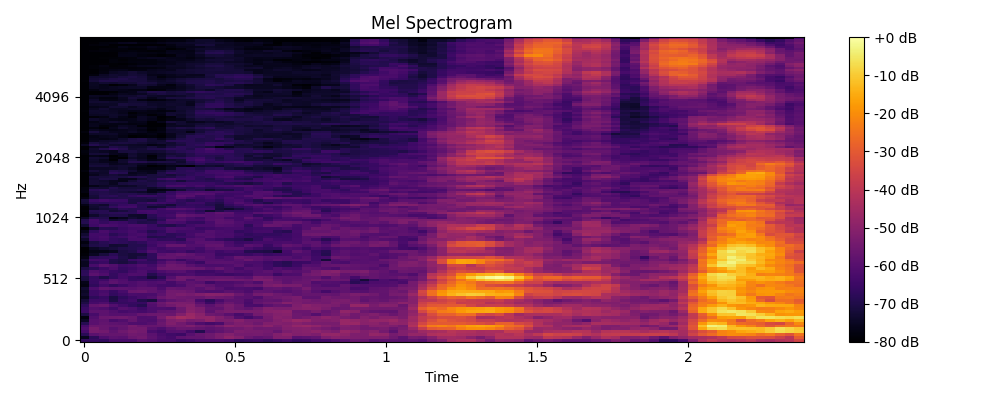 Mel Spectrogram
Hz
4096
2048
1024
512
0
0
0.5
1
1.5
2
Time
+0 dB
-10 dB
-20 dB
-30 dB
-40 dB
-50 dB
-60 dB
-70 dB
-80 dB